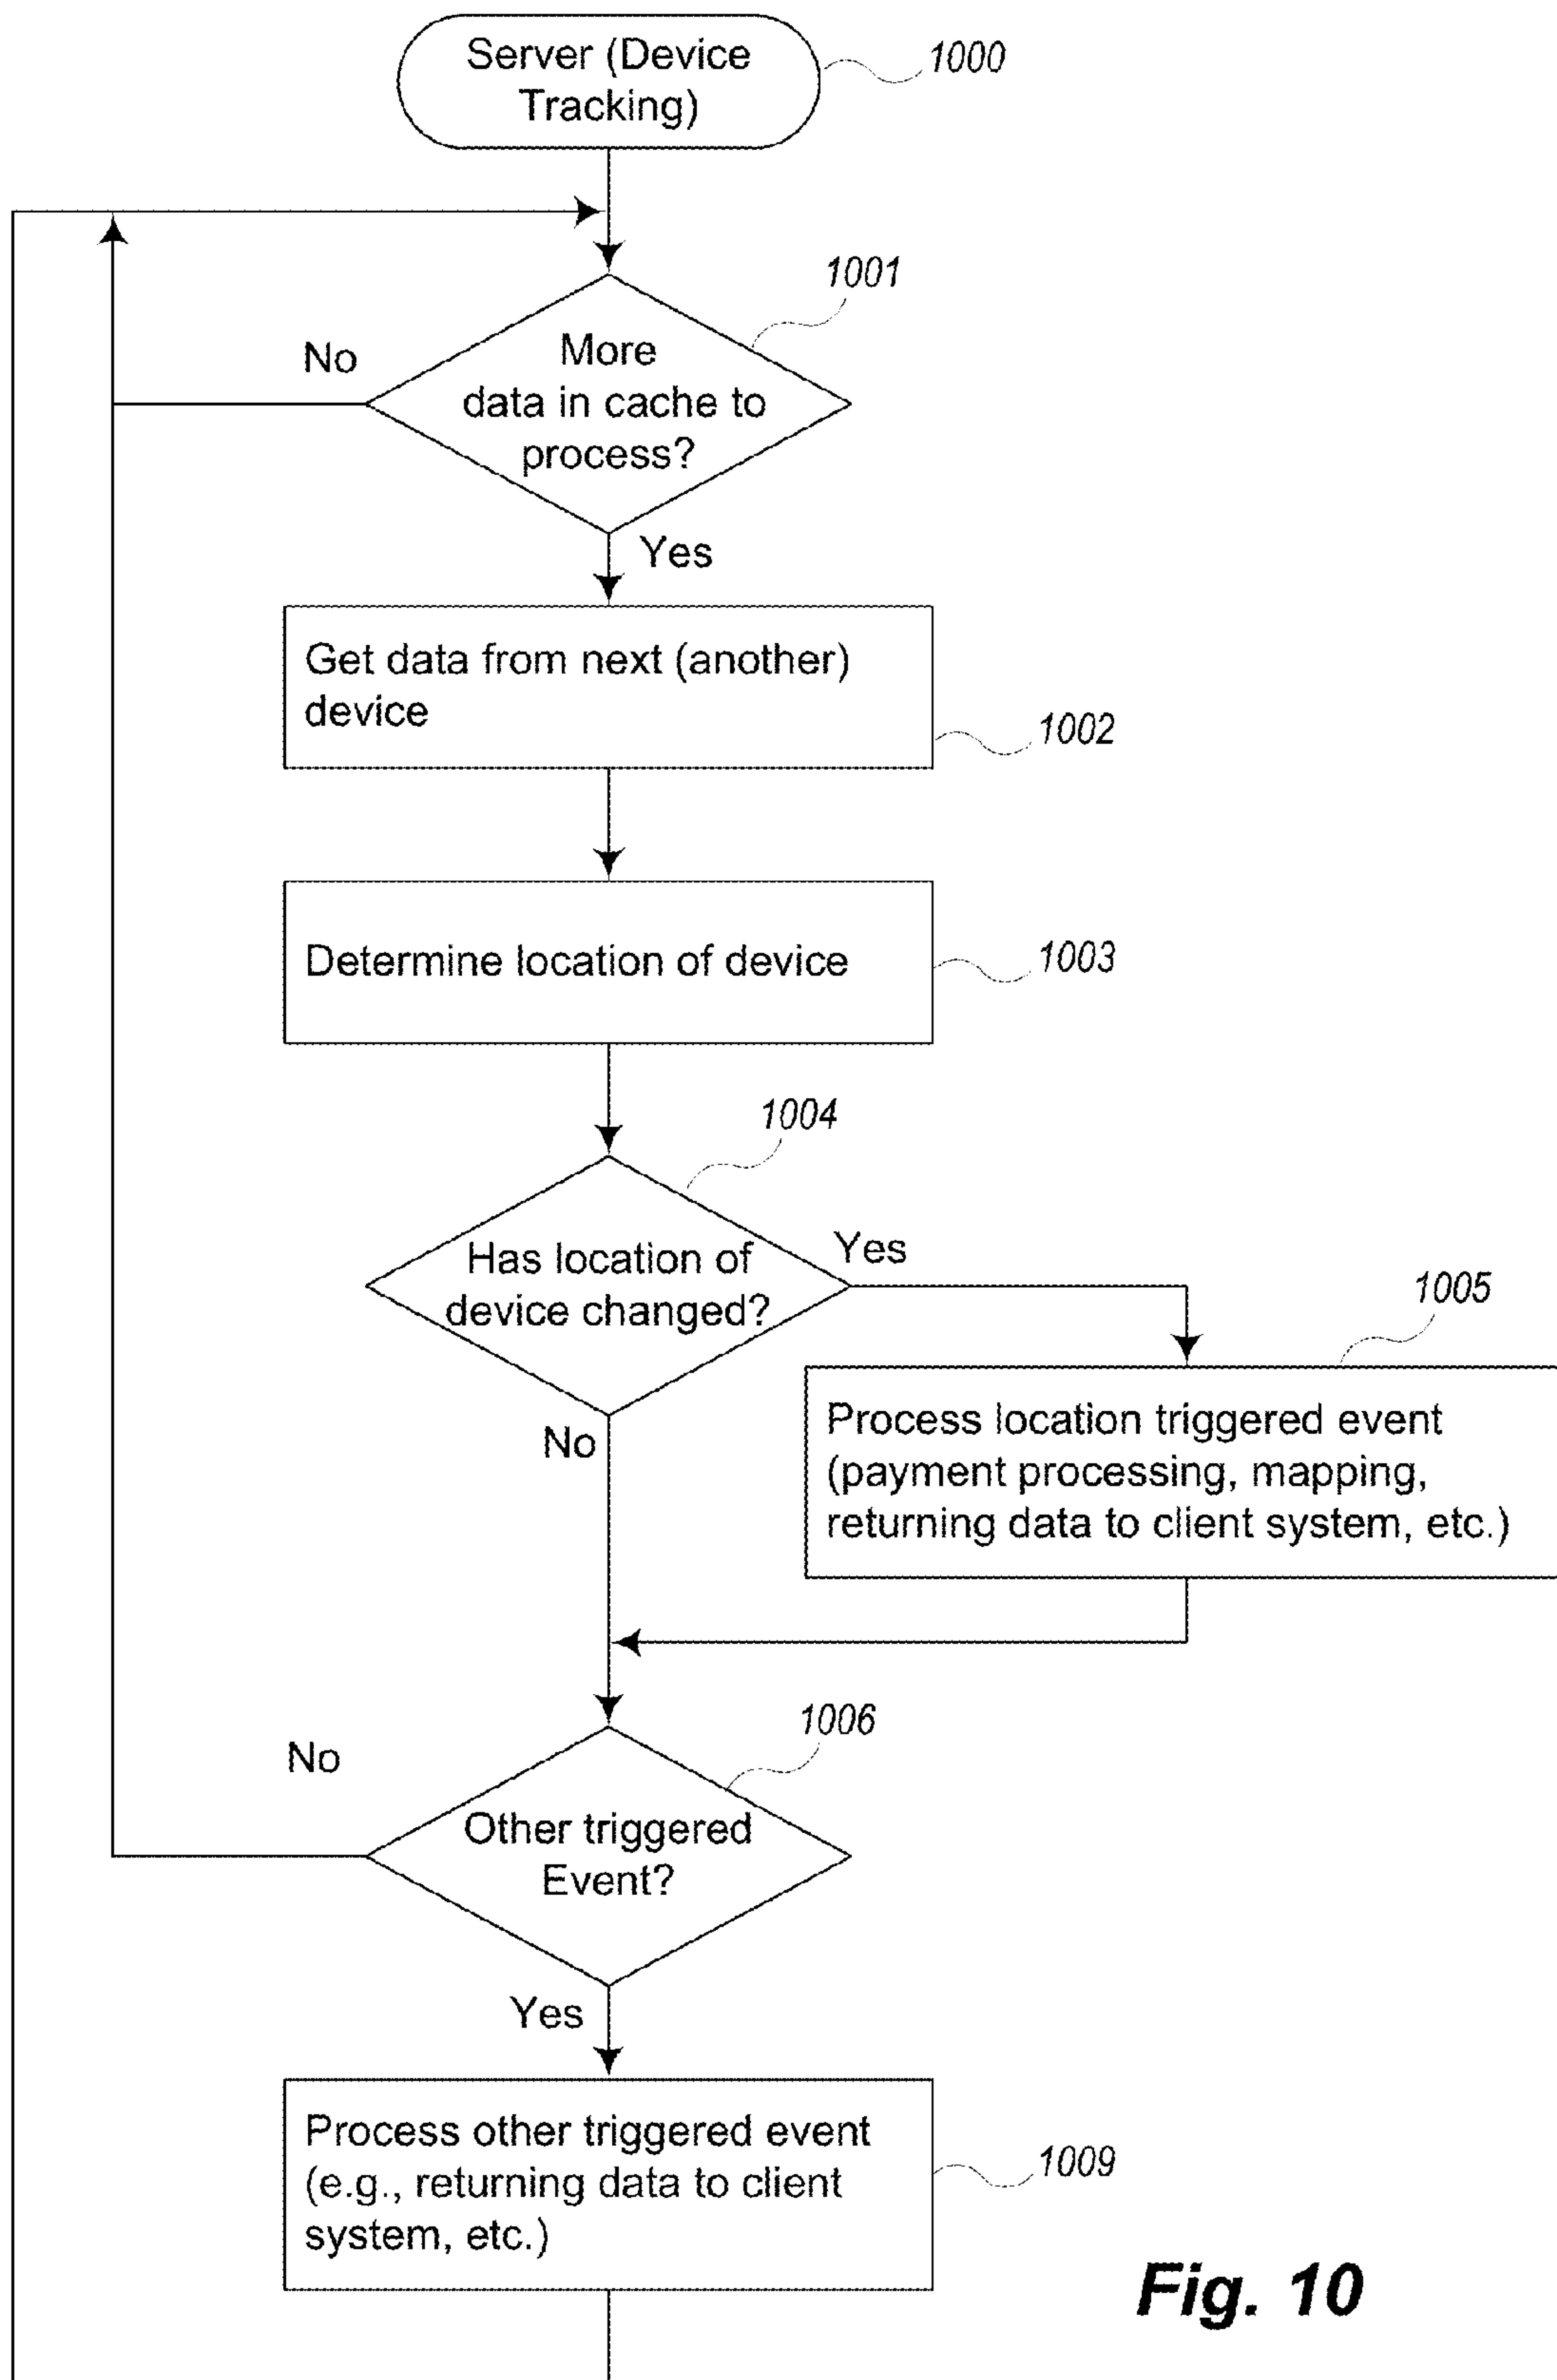 Server (Device
Tracking)
1000
1001
More
data in cache to
process?
No
Yes
Get data from next (another)
device
1002
Determine location of device
1003
1004
Has location of
device changed?
Yes
No
1005
Process location triggered event
(payment processing, mapping,
returning data to client system, etc.)
1006
No
Other triggered
Event?
Yes
Process other triggered event
(e.g., returning data to client
system, etc.)
1009
Fig. 10